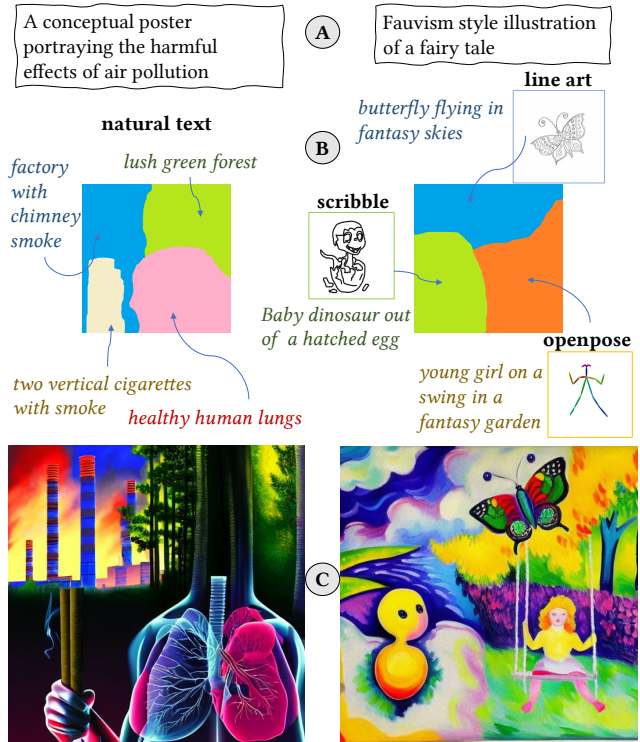 A conceptual poster
portraying the harmful
effects of air pollution
A
Fauvism style illustration
of a fairy tale
natural text
B
factory
with
chimney
smoke
lush green forest
two vertical cigarettes
with smoke
healthy human lungs
line art
butterfly flying in
fantasy skies
scribble
Baby dinosaur out
of a hatched egg
openpose
young girl on a
swing in a
fantasy garden
C